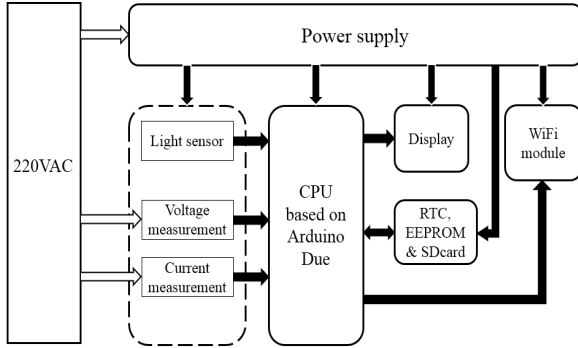 Power supply
220VAC
Light sensor
Voltage
measurement
Current
measurement
CPU
based on
Arduino
Due
Display
RTC,
EEPROM
& SDcard
WiFi
module